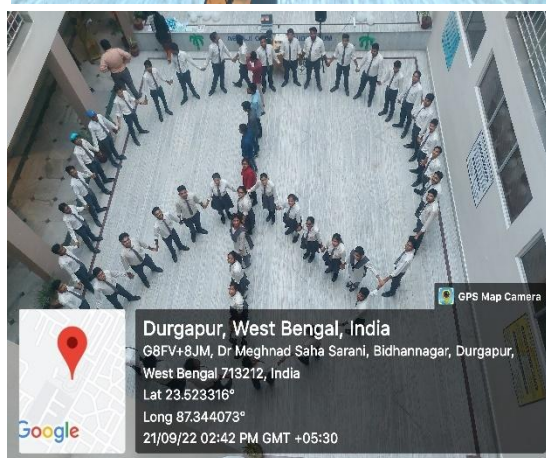 GPS Map Camera
Durgapur, West Bengal, India
G8FV+8JM, Dr Meghnad Saha Sarani, Bidhannagar, Durgapur,
West Bengal 713212, India
Lat 23.523316°
Long 87.344073°
21/09/22 02:42 PM GMT +05:30
Google